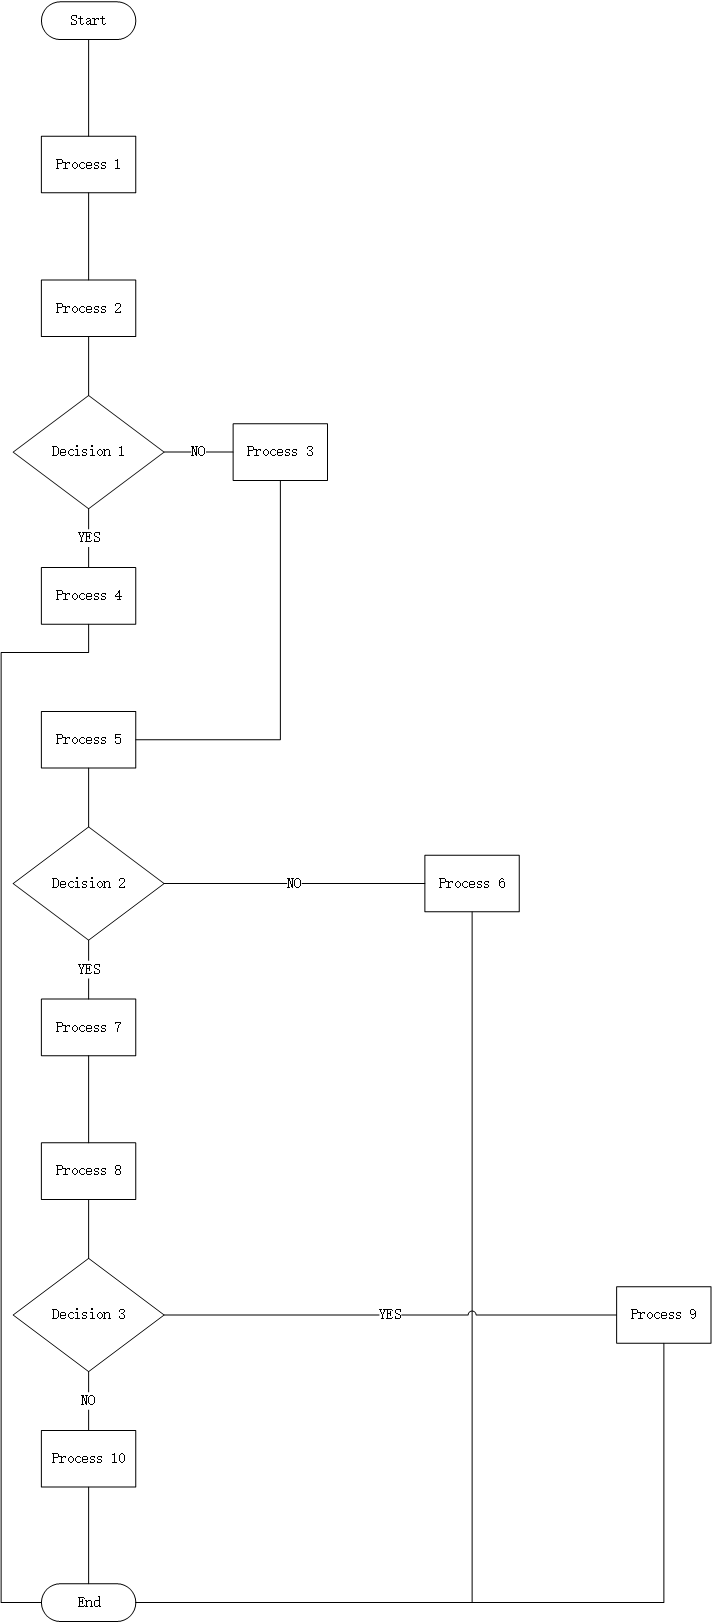 Start
Process 1
Process 2
Decision 1
NO
Process 3
YES
Process 4
Process 5
Decision 2
NO
Process 6
YES
Process 7
Process 8
Decision 3
YES
Process 9
NO
Process 10
End